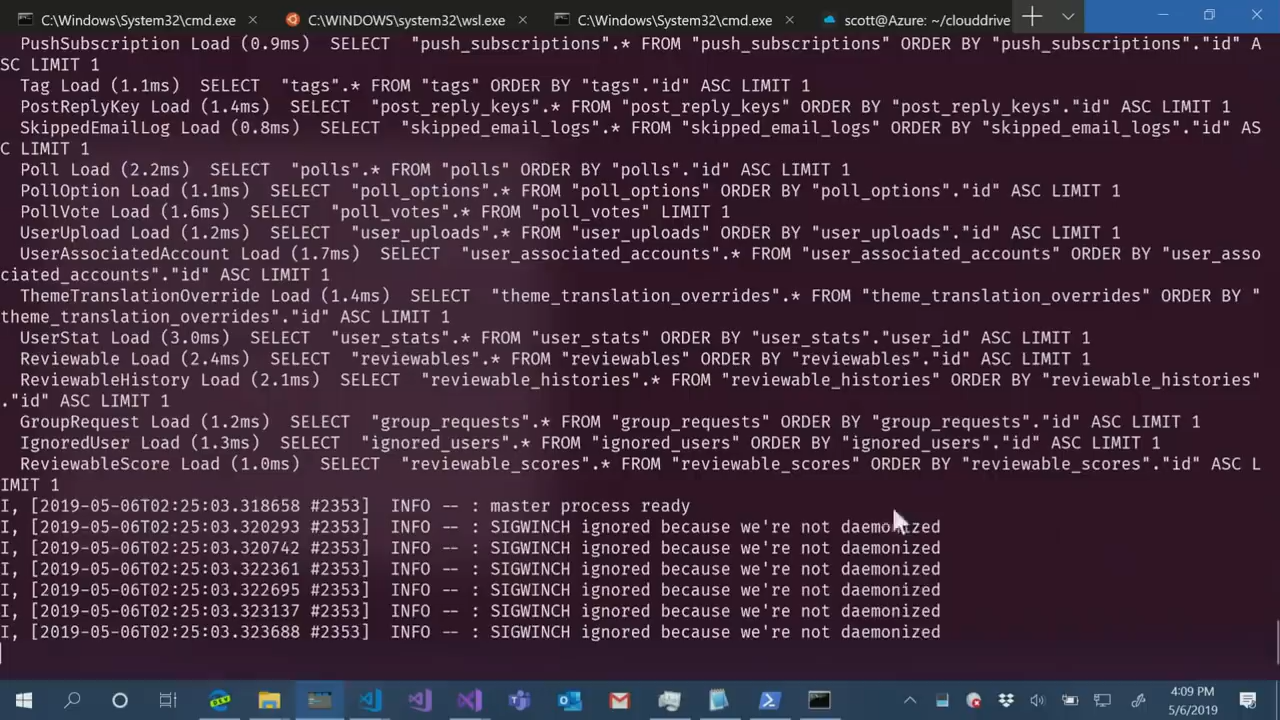 C:\Windows\System32\cmd.exe
C:\WINDOWS\system32\wsl.exe
C:\Windows\System32\cmd.exe
scott@Azure: ~/clouddrive
PushSubscription Load (0.9ms)  SELECT  "push_subscriptions".* FROM "push_subscriptions" ORDER BY "push_subscriptions"."id" A
SC LIMIT 1
Tag Load (1.1ms)  SELECT  "tags".* FROM "tags" ORDER BY "tags"."id" ASC LIMIT 1
PostReplyKey Load (1.4ms)  SELECT  "post_reply_keys".* FROM "post_reply_keys" ORDER BY "post_reply_keys"."id" ASC LIMIT 1
SkippedEmailLog Load (0.8ms)  SELECT  "skipped_email_logs".* FROM "skipped_email_logs" ORDER BY "skipped_email_logs"."id" AS
C LIMIT 1
Poll Load (2.2ms)  SELECT  "polls".* FROM "polls" ORDER BY "polls"."id" ASC LIMIT 1
PollOption Load (1.1ms)  SELECT  "poll_options".* FROM "poll_options" ORDER BY "poll_options"."id" ASC LIMIT 1
PollVote Load (1.6ms)  SELECT  "poll_votes".* FROM "poll_votes" LIMIT 1
UserUpload Load (1.2ms)  SELECT  "user_uploads".* FROM "user_uploads" ORDER BY "user_uploads"."id" ASC LIMIT 1
UserAssociatedAccount Load (1.7ms)  SELECT  "user_associated_accounts".* FROM "user_associated_accounts" ORDER BY "user_asso
ciated_accounts"."id" ASC LIMIT 1
ThemeTranslationOverride Load (1.4ms)  SELECT  "theme_translation_overrides".* FROM "theme_translation_overrides" ORDER BY "
theme_translation_overrides"."id" ASC LIMIT 1
UserStat Load (3.0ms)  SELECT  "user_stats".* FROM "user_stats" ORDER BY "user_stats"."user_id" ASC LIMIT 1
Reviewable Load (2.4ms)  SELECT  "reviewables".* FROM "reviewables" ORDER BY "reviewables"."id" ASC LIMIT 1
ReviewableHistory Load (2.1ms)  SELECT  "reviewable_histories".* FROM "reviewable_histories" ORDER BY "reviewable_histories"
."id" ASC LIMIT 1
GroupRequest Load (1.2ms)  SELECT  "group_requests".* FROM "group_requests" ORDER BY "group_requests"."id" ASC LIMIT 1
IgnoredUser Load (1.3ms)  SELECT  "ignored_users".* FROM "ignored_users" ORDER BY "ignored_users"."id" ASC LIMIT 1
ReviewableScore Load (1.0ms)  SELECT  "reviewable_scores".* FROM "reviewable_scores" ORDER BY "reviewable_scores"."id" ASC L
IMIT 1
I, [2019-05-06T02:25:03.318658 #2353]  INFO -- : master process ready
I, [2019-05-06T02:25:03.320293 #2353]  INFO -- : SIGWINCH ignored because we're not daemonized
I, [2019-05-06T02:25:03.320742 #2353]  INFO -- : SIGWINCH ignored because we're not daemonized
I, [2019-05-06T02:25:03.322361 #2353]  INFO -- : SIGWINCH ignored because we're not daemonized
I, [2019-05-06T02:25:03.322695 #2353]  INFO -- : SIGWINCH ignored because we're not daemonized
I, [2019-05-06T02:25:03.323137 #2353]  INFO -- : SIGWINCH ignored because we're not daemonized
I, [2019-05-06T02:25:03.323688 #2353]  INFO -- : SIGWINCH ignored because we're not daemonized
4:09 PM
5/6/2019